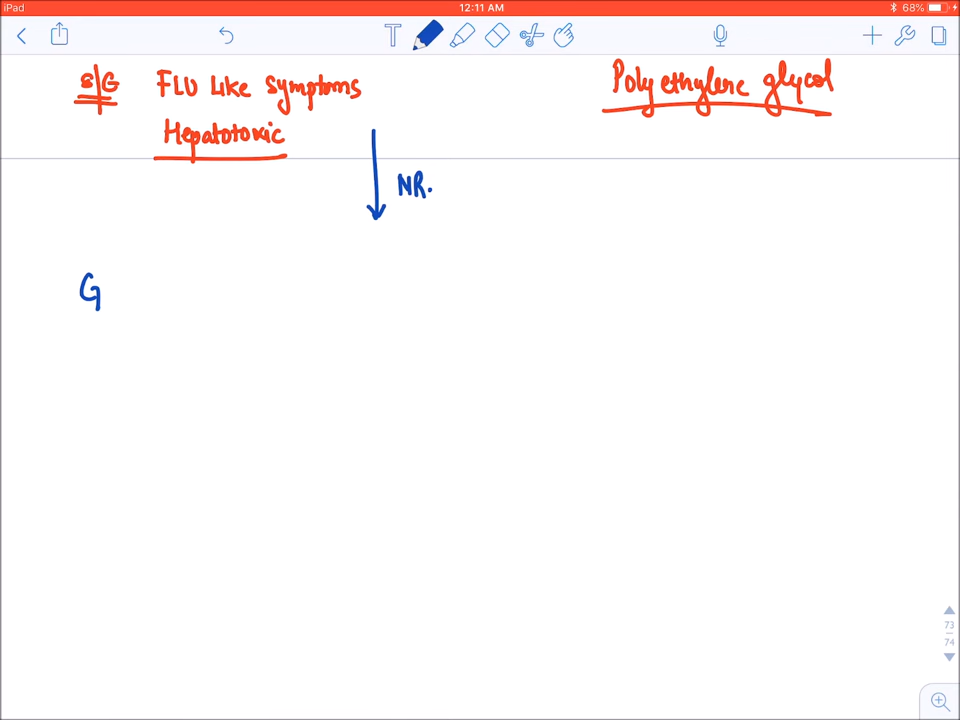 iPad 12:11 AM 68%
T
S/G FLU Like Symptoms
Polyethylene glycol
Hepatotoxic
NR.
G
73
74